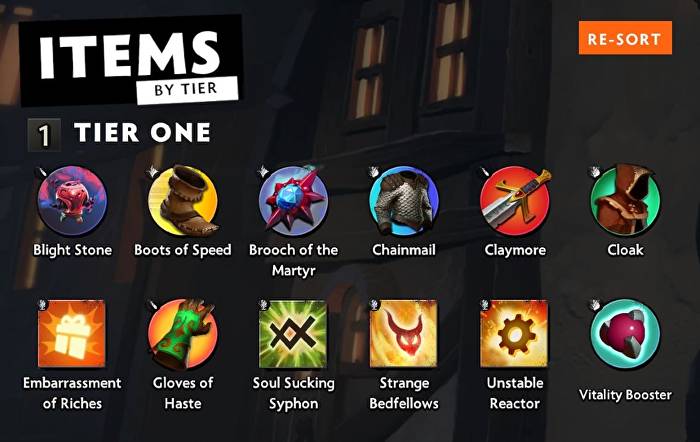 ITEMS
BY TIER
RE-SORT
1 TIER ONE
Blight Stone
Boots of Speed
Brooch of the
Martyr
Chainmail
Claymore
Cloak
Embarrassment
of Riches
Gloves of
Haste
Soul Sucking
Syphon
Strange
Bedfellows
Unstable
Reactor
Vitality Booster